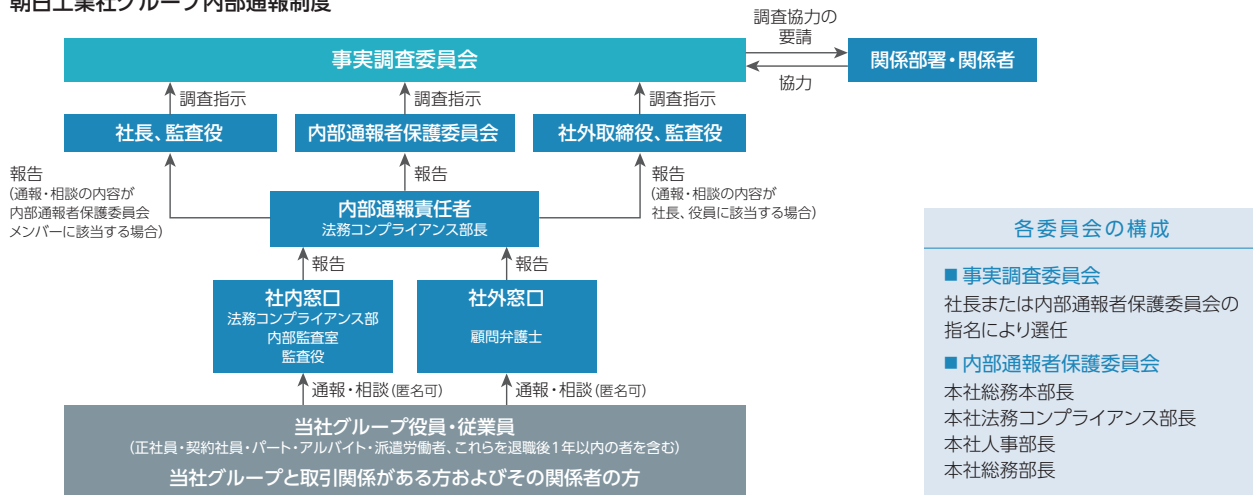 朝日工業社グループ内部通報制度
調査協力の
要請
事実調査委員会
関係部署・関係者
協力
調査指示
調査指示
調査指示
社長、監査役
内部通報者保護委員会
社外取締役、監査役
報告
(通報・相談の内容が
内部通報者保護委員会
メンバーに該当する場合)
報告
報告
(通報・相談の内容が
社長、役員に該当する場合)
内部通報責任者
法務コンプライアンス部長
報告
報告
社内窓口
法務コンプライアンス部
内部監査室
監査役
社外窓口
顧問弁護士
通報・相談(匿名可)
通報・相談(匿名可)
当社グループ役員・従業員
(正社員・契約社員・パート・アルバイト・派遣労働者、これらを退職後1年以内の者を含む)
当社グループと取引関係がある方およびその関係者の方
各委員会の構成
■ 事実調査委員会
社長または内部通報者保護委員会の
指名により選任
■ 内部通報者保護委員会
本社総務本部長
本社法務コンプライアンス部長
本社人事部長
本社総務部長